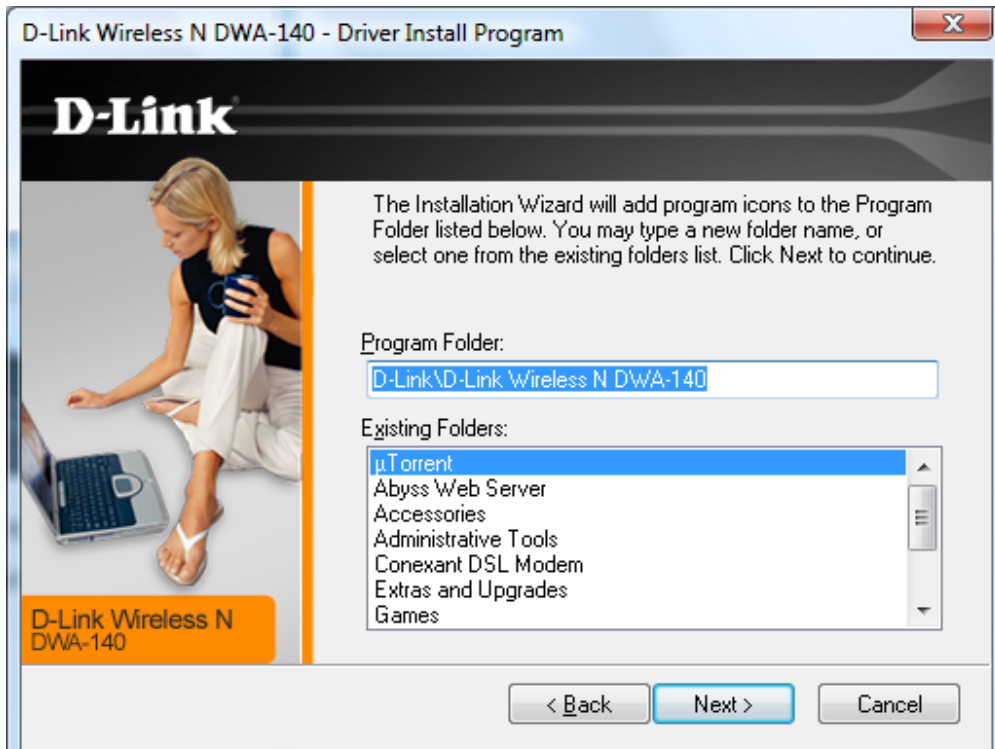 D-Link Wireless N DWA-140 - Driver Install Program
D-Link
The Installation Wizard will add program icons to the Program
Folder listed below. You may type a new folder name, or
select one from the existing folders list. Click Next to continue.
Program Folder:
D-Link\D-Link Wireless N DWA-140
Existing Folders:
µTorrent
Abyss Web Server
Accessories
Administrative Tools
Conexant DSL Modem
Extras and Upgrades
Games
D-Link Wireless N
DWA-140
< Back
Next >
Cancel